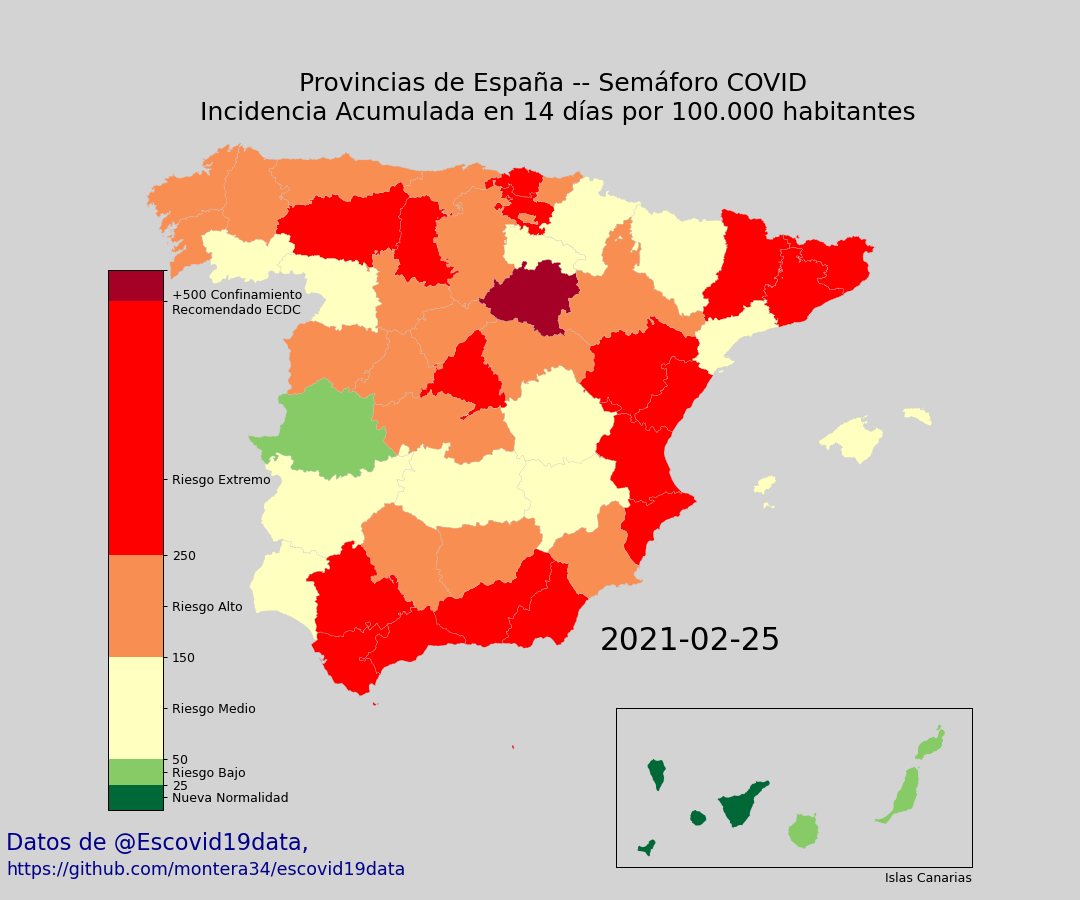 Provincias de España -- Semáforo COVID
Incidencia Acumulada en 14 días por 100.000 habitantes
+500 Confinamiento
Recomendado ECDC
Riesgo Extremo
250
Riesgo Alto
150
Riesgo Medio
50
Riesgo Bajo
25
Nueva Normalidad
2021-02-25
Islas Canarias
Datos de @Escovid19data,
https://github.com/montera34/escovid19data